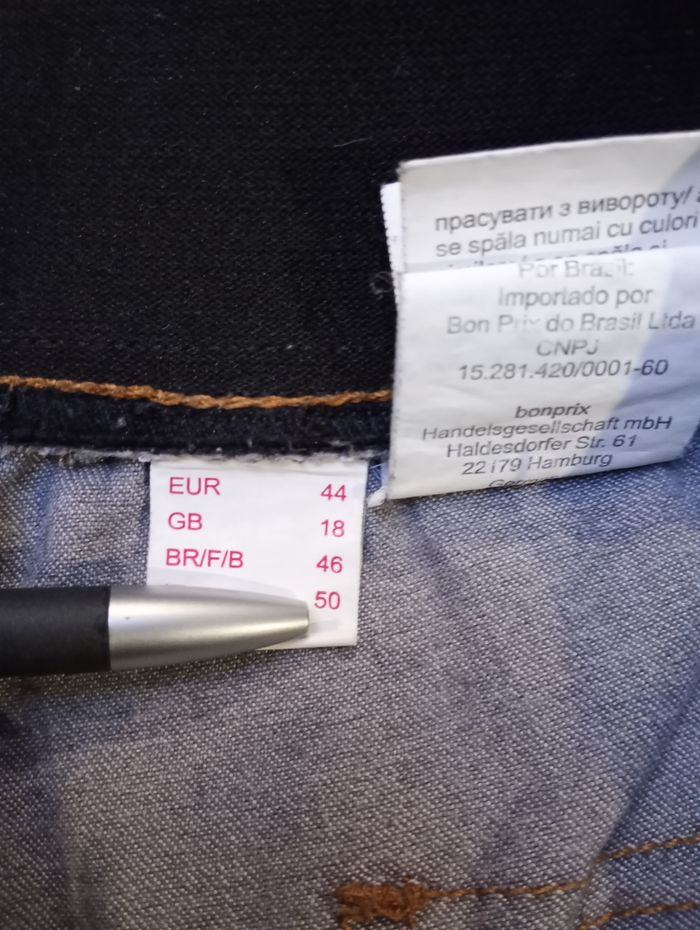 прасувати з вивороту/
se spăla numai cu culori
Por Brasil:
Importado por
Bon Prix do Brasil Ltda
CNPJ
15.281.420/0001-60
bonprix
Handelsgesellschaft mbH
Haldesdorfer Str. 61
22179 Hamburg
EUR 44
GB 18
BR/F/B 46
50